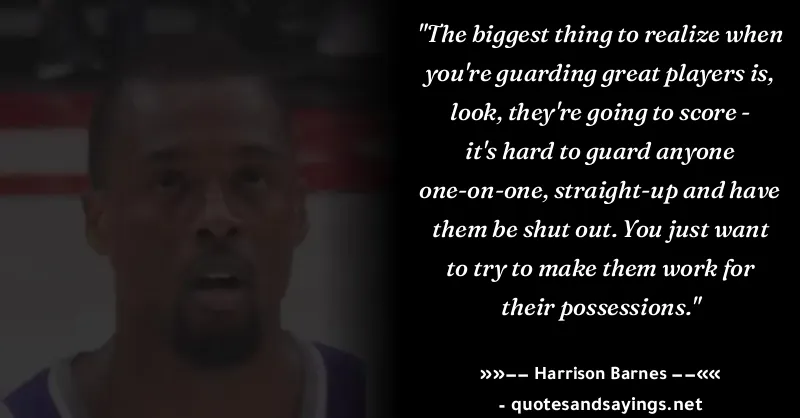 "The biggest thing to realize when
you're guarding great players is,
look, they're going to score -
it's hard to guard anyone
one-on-one, straight-up and have
them be shut out. You just want
to try to make them work for
their possessions."
»»–– Harrison Barnes ––««
- quotesandsayings.net